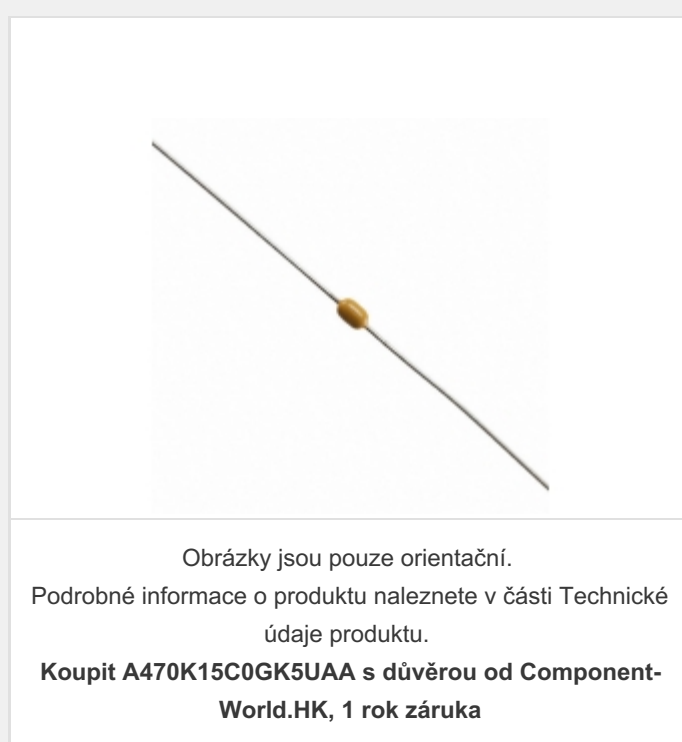 Obrázky jsou pouze orientační.
Podrobné informace o produktu naleznete v části Technické
údaje produktu.
Koupit A470K15C0GK5UAA s důvěrou od Component-
World.HK, 1 rok záruka